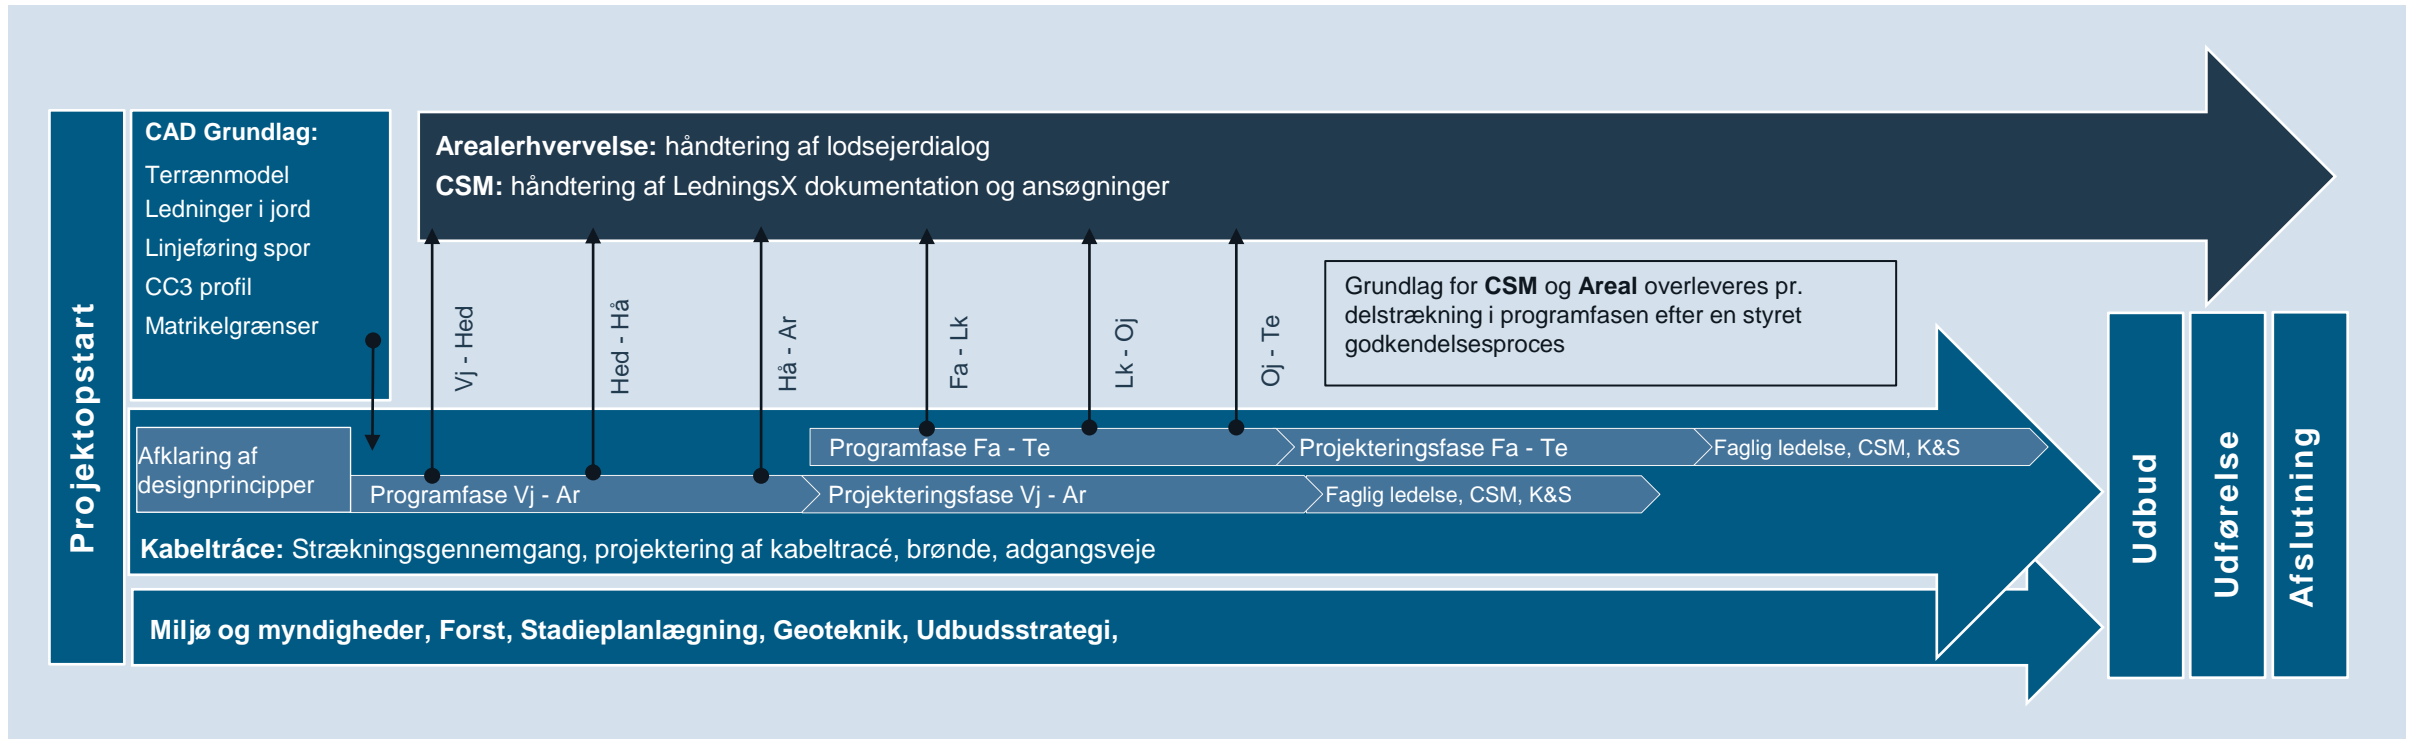 Projektopstart
CAD Grundlag:
Terrænmodel
Ledninger i jord
Linjeføring spor
CC3 profil
Matrikelgrænser
Arealerhvervelse: håndtering af lodsejerdialog
CSM: håndtering af LedningsX dokumentation og ansøgninger
Vj - Hed
Hed - Hå
Hå - Ar
Fa - Lk
Lk - Oj
Oj - Te
Grundlag for CSM og Areal overleveres pr.
delstrækning i programfasen efter en styret
godkendelsesproces
Afklaring af
designprincipper
Programfase Fa - Te
Projekteringsfase Fa - Te
Faglig ledelse, CSM, K&S
Programfase Vj - Ar
Projekteringsfase Vj - Ar
Faglig ledelse, CSM, K&S
Kabeltráce: Strækningsgennemgang, projektering af kabeltracé, brønde, adgangsveje
Miljø og myndigheder, Forst, Stadieplanlægning, Geoteknik, Udbudsstrategi,
Udbud
Udførelse
Afslutning